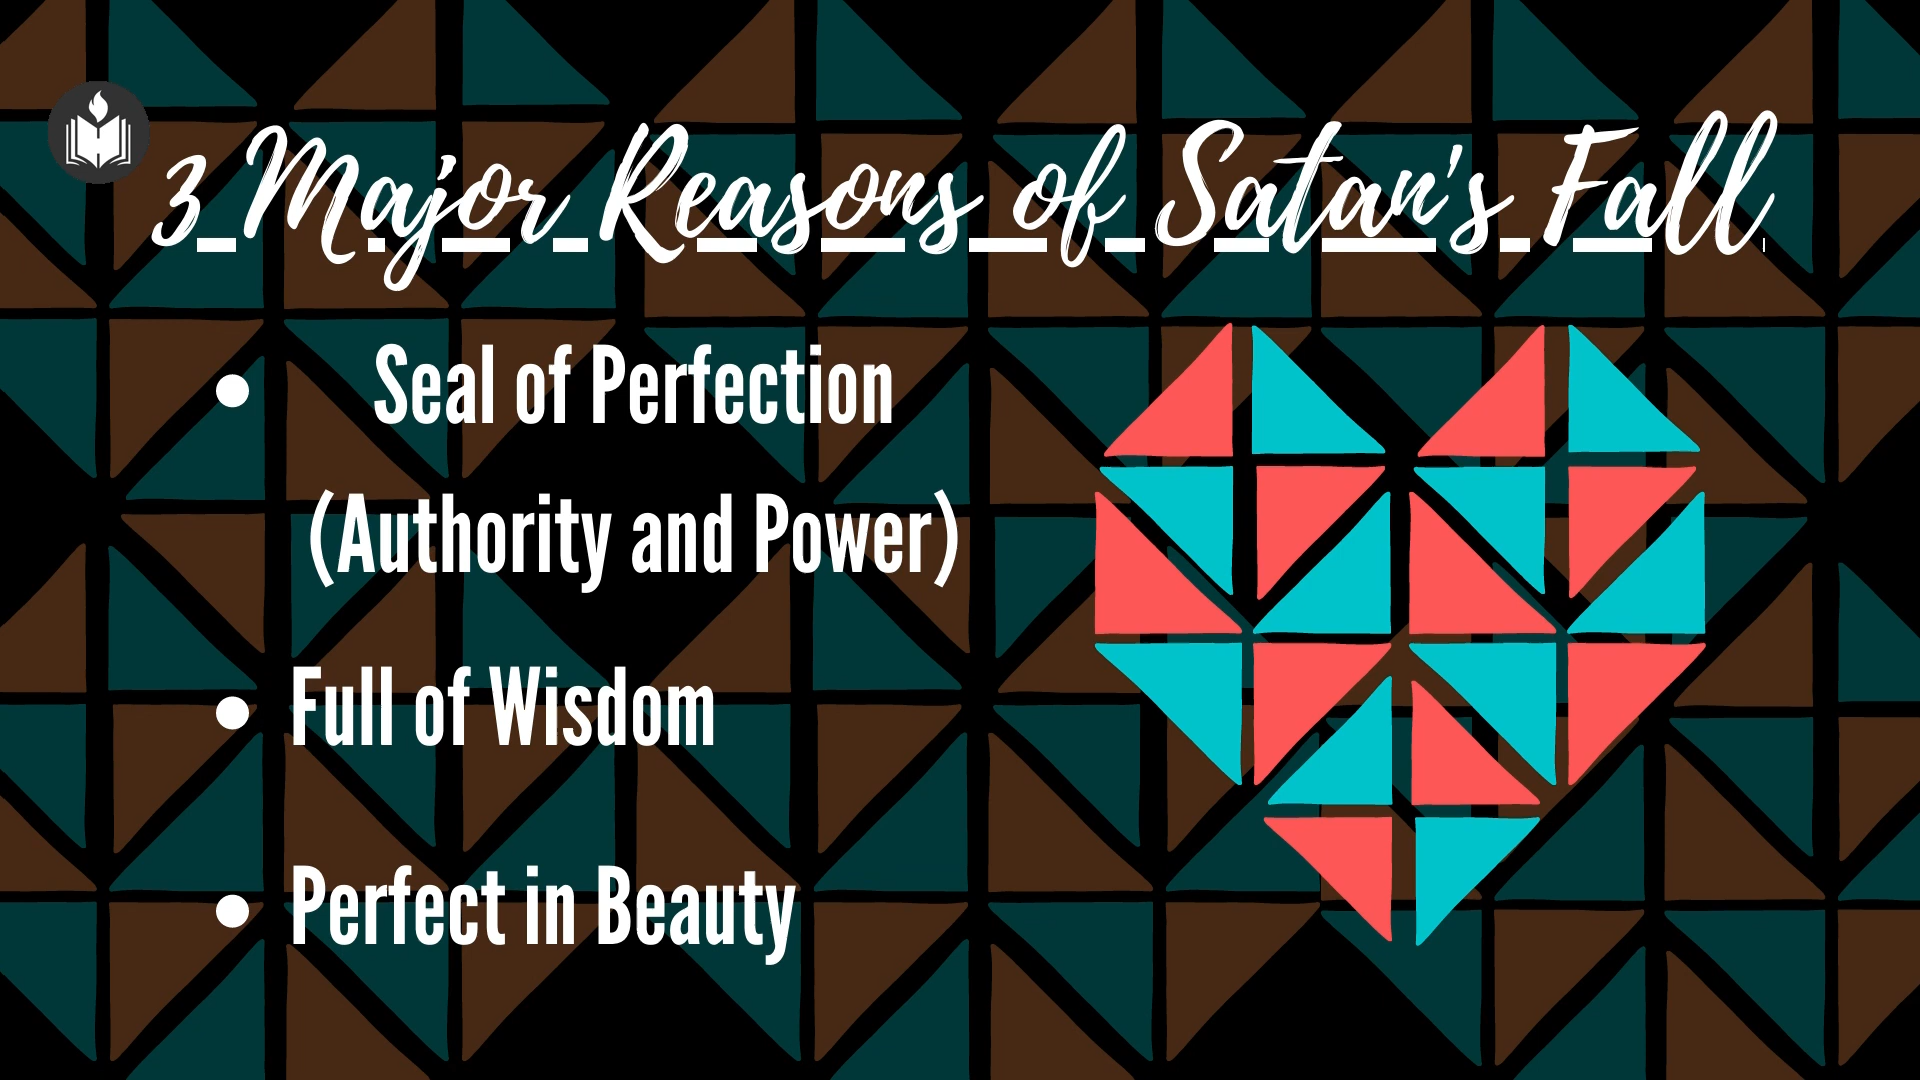 3 Major Reasons of Satan's Fall
• Seal of Perfection
(Authority and Power)
• Full of Wisdom
• Perfect in Beauty